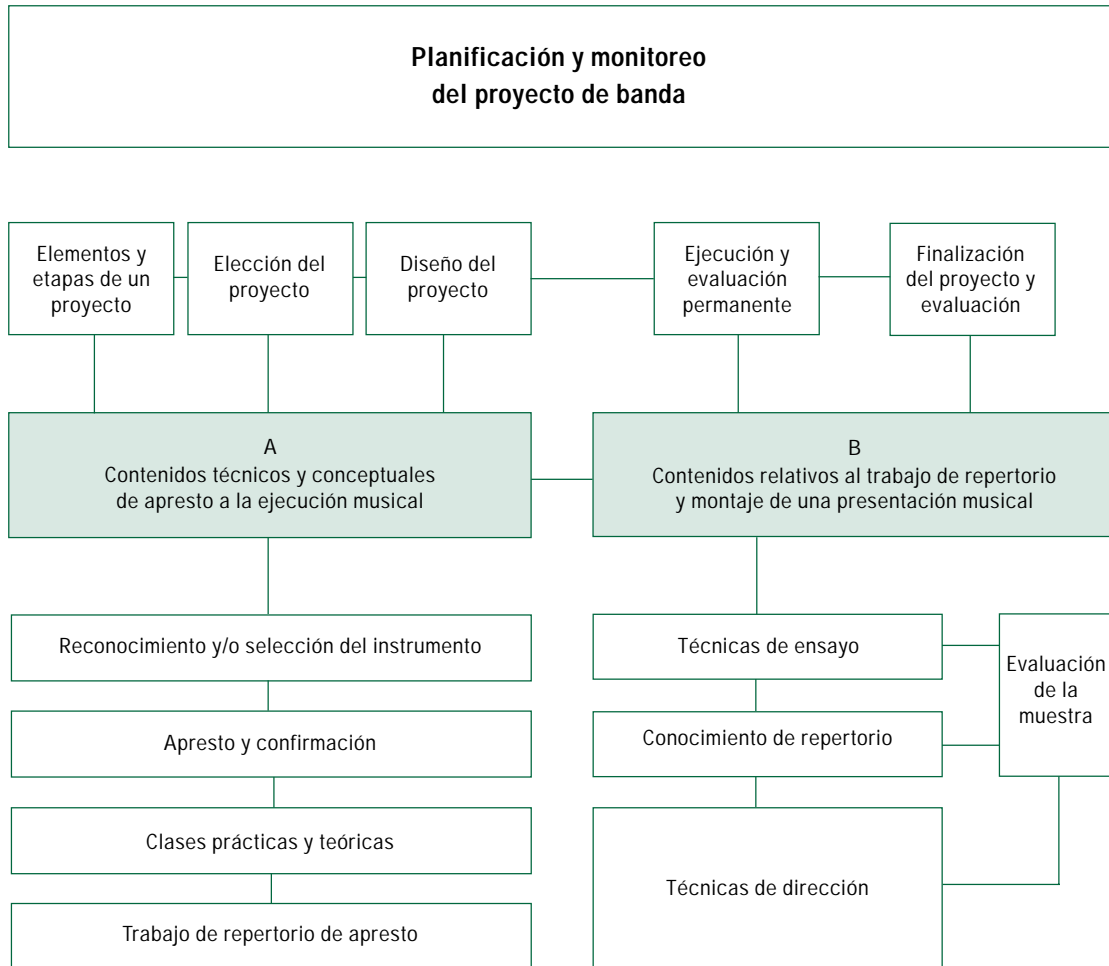 Planificación y monitoreo
del proyecto de banda
Elementos y
etapas de un
proyecto
Elección del
proyecto
Diseño del
proyecto
Ejecución y
evaluación
permanente
Finalización
del proyecto y
evaluación
A
Contenidos técnicos y conceptuales
de apresto a la ejecución musical
B
Contenidos relativos al trabajo de repertorio
y montaje de una presentación musical
Reconocimiento y/o selección del instrumento
Apresto y confirmación
Clases prácticas y teóricas
Trabajo de repertorio de apresto
Técnicas de ensayo
Conocimiento de repertorio
Técnicas de dirección
Evaluación
de la
muestra